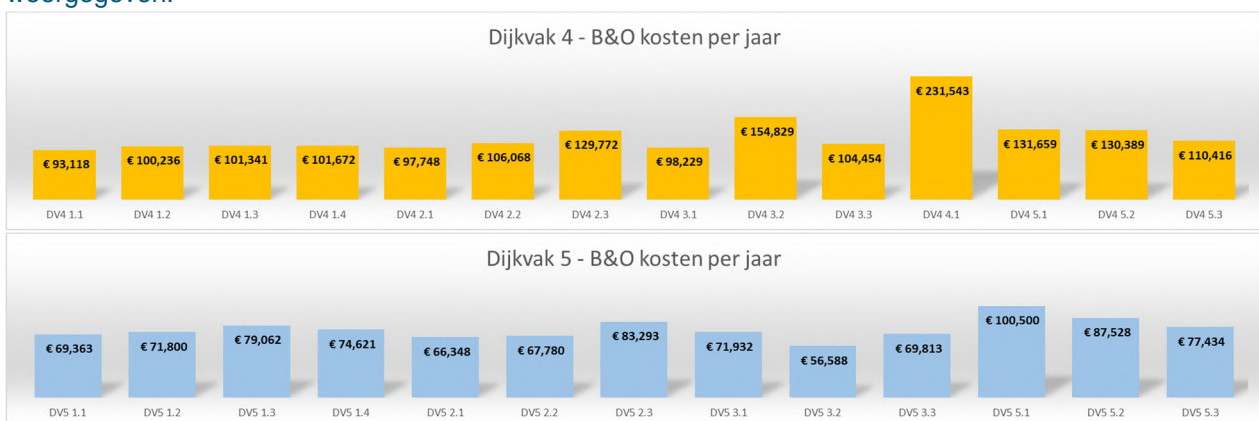 weergegeven.
Dijkvak 4 - B&O kosten per jaar
€ 93,118 € 100,236 € 101,341 € 101,672 € 97,748 € 106,068 € 129,772 € 98,229 € 154,829 € 104,454 € 231,543 € 131,659 € 130,389 € 110,416
DV4 1.1 DV4 1.2 DV4 1.3 DV4 1.4 DV4 2.1 DV4 2.2 DV4 2.3 DV4 3.1 DV4 3.2 DV4 3.3 DV4 4.1 DV4 5.1 DV4 5.2 DV4 5.3
Dijkvak 5 - B&O kosten per jaar
€ 69,363 € 71,800 € 79,062 € 74,621 € 66,348 € 67,780 € 83,293 € 71,932 € 56,588 € 69,813 € 100,500 € 87,528 € 77,434
DV5 1.1 DV5 1.2 DV5 1.3 DV5 1.4 DV5 2.1 DV5 2.2 DV5 2.3 DV5 3.1 DV5 3.2 DV5 3.3 DV5 5.1 DV5 5.2 DV5 5.3